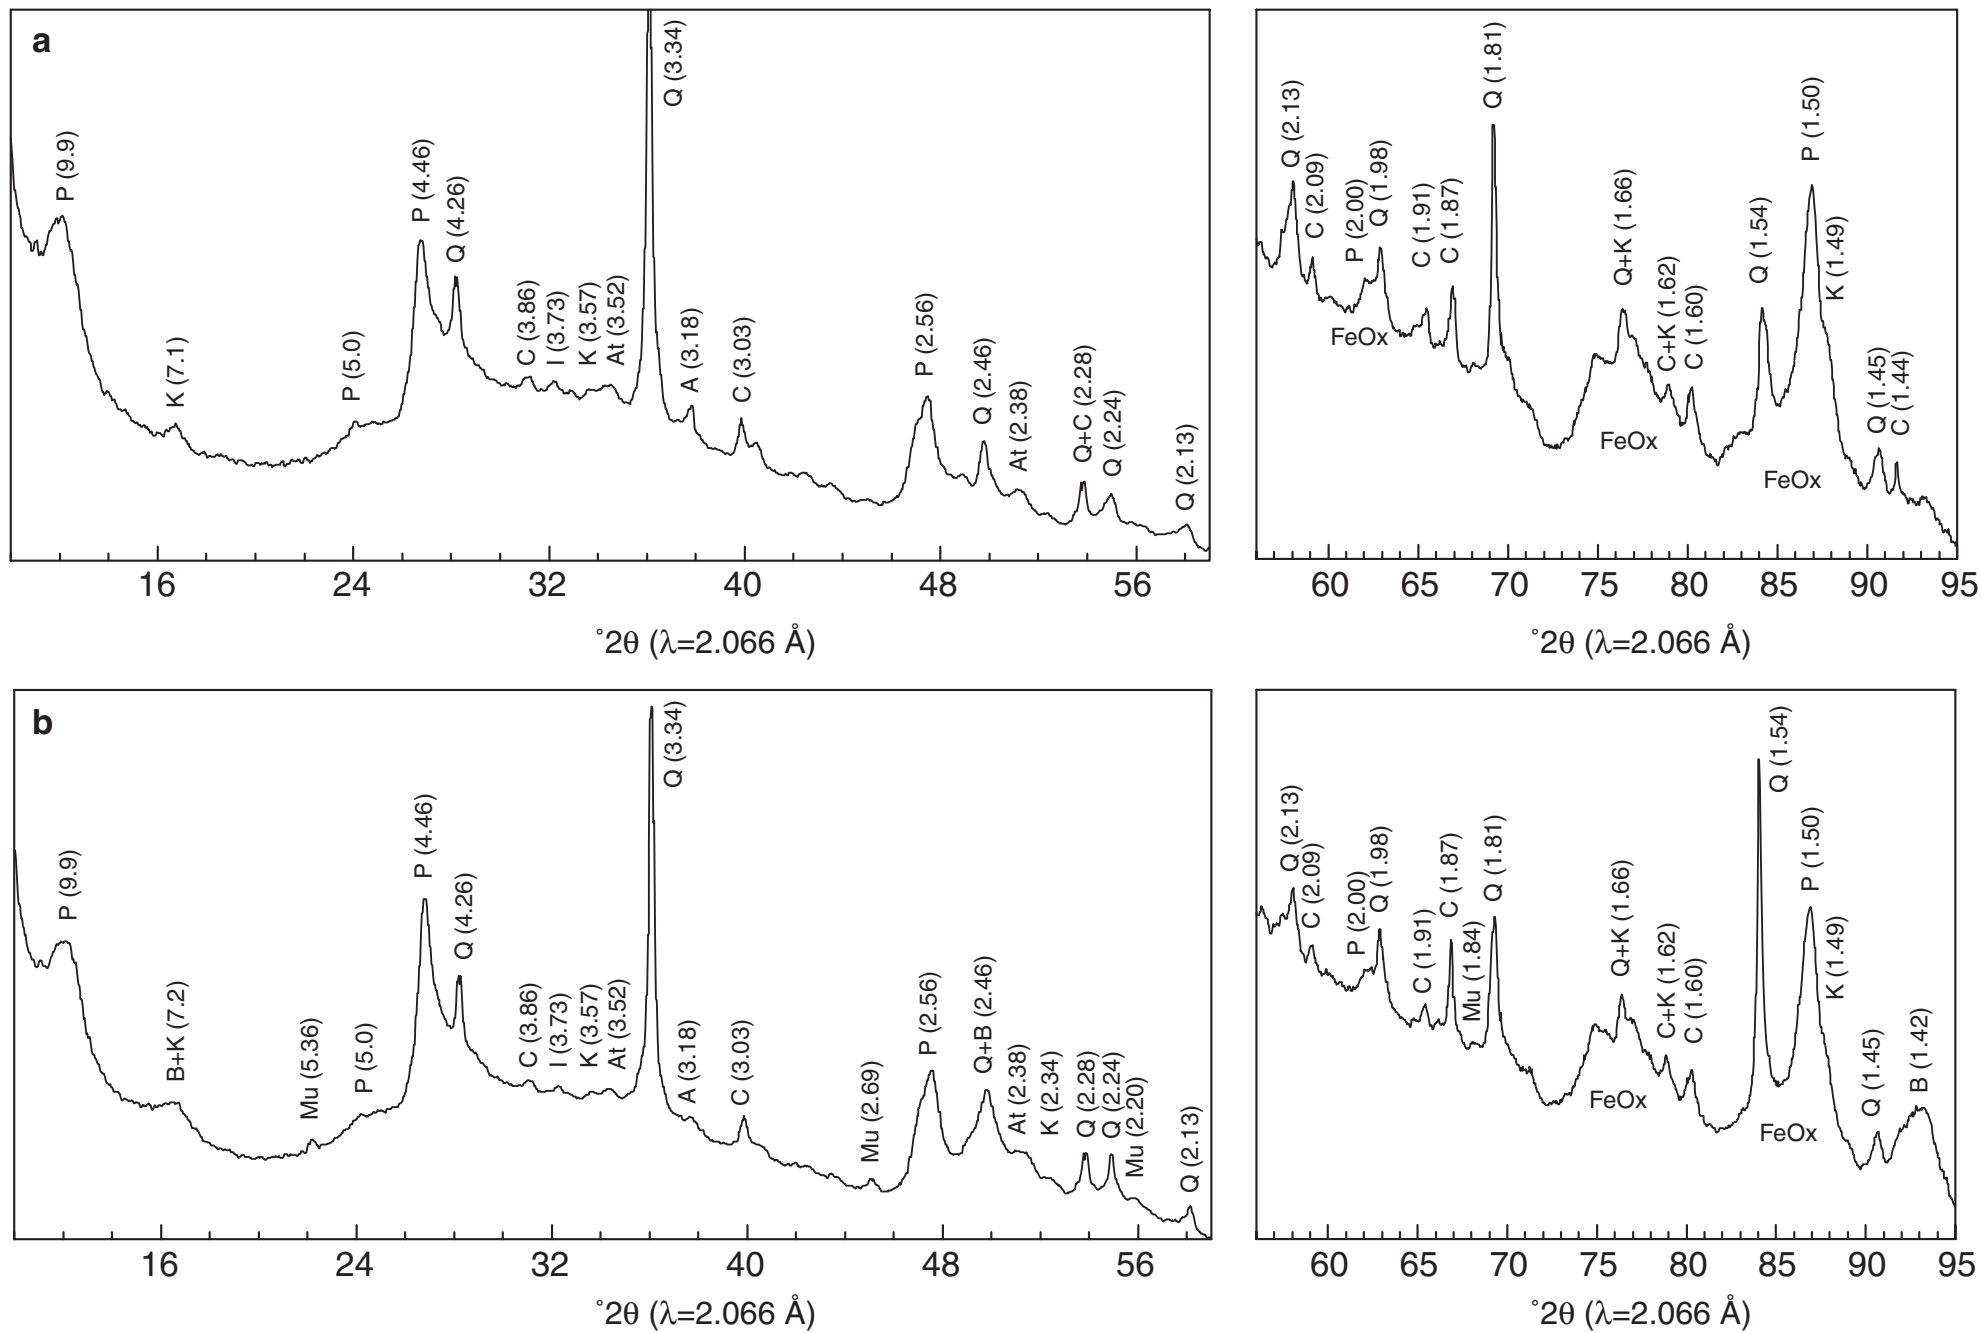 a
P (9.9)
K (7.1)
P (5.0)
P (4.46)
Q (4.26)
C (3.86)
I (3.73)
K (3.57)
At (3.52)
Q (3.34)
A (3.18)
C (3.03)
P (2.56)
Q (2.46)
At (2.38)
Q+C (2.28)
Q (2.24)
Q (2.13)
16 24 32 40 48 56
˚2θ (λ=2.066 Å)
Q (2.13)
C (2.09)
P (2.00)
Q (1.98)
C (1.91)
C (1.87)
Q (1.81)
Q+K (1.66)
C+K (1.62)
C (1.60)
Q (1.54)
P (1.50)
K (1.49)
Q (1.45)
C (1.44)
FeOx
FeOx
FeOx
60 65 70 75 80 85 90 95
˚2θ (λ=2.066 Å)
b
P (9.9)
B+K (7.2)
Mu (5.36)
P (5.0)
P (4.46)
Q (4.26)
C (3.86)
I (3.73)
K (3.57)
At (3.52)
Q (3.34)
A (3.18)
C (3.03)
Mu (2.69)
P (2.56)
Q+B (2.46)
At (2.38)
K (2.34)
Q (2.28)
Q (2.24)
Mu (2.20)
Q (2.13)
16 24 32 40 48 56
˚2θ (λ=2.066 Å)
Q (2.13)
C (2.09)
P (2.00)
Q (1.98)
C (1.91)
C (1.87)
Mu (1.84)
Q (1.81)
Q+K (1.66)
C+K (1.62)
C (1.60)
Q (1.54)
P (1.50)
K (1.49)
Q (1.45)
B (1.42)
FeOx
FeOx
60 65 70 75 80 85 90 95
˚2θ (λ=2.066 Å)